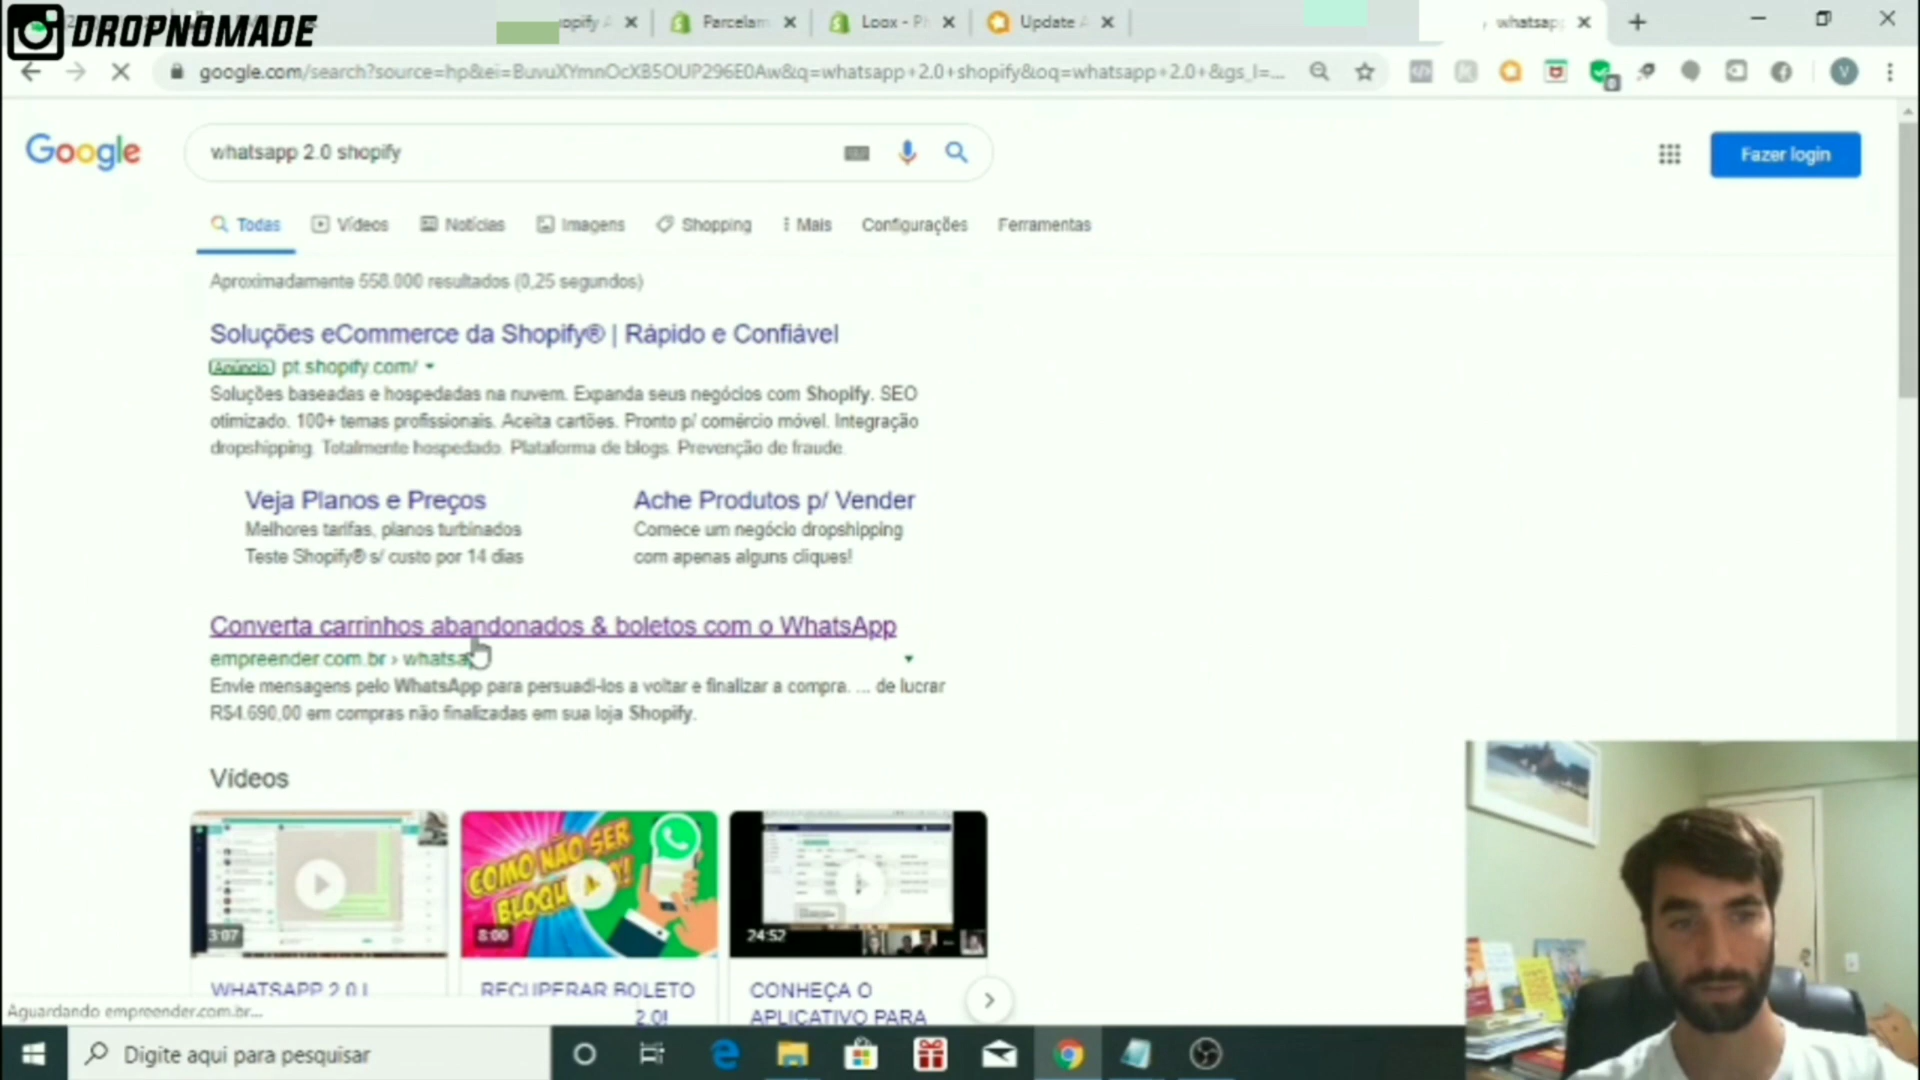 DROPNOMADE
Parcelam
Loox - P
Update A
whatsapp
google.com/search?source=hp&ei=BuvuXYmnOcXB5OUP296E0Aw&q=whatsapp+2.0+shopify&oq=whatsapp+2.0+&gs_l=...
V
Google
whatsapp 2.0 shopify
Fazer login
Todas
Vídeos
Notícias
Imagens
Shopping
Mais
Configurações
Ferramentas
Aproximadamente 558.000 resultados (0,25 segundos)
Soluções eCommerce da Shopify® | Rápido e Confiável
Anúncio pt.shopify.com/
Soluções baseadas e hospedadas na nuvem. Expanda seus negócios com Shopify. SEO
otimizado. 100+ temas profissionais. Aceita cartões. Pronto p/ comércio móvel. Integração
dropshipping. Totalmente hospedado. Plataforma de blogs. Prevenção de fraude.
Veja Planos e Preços
Melhores tarifas, planos turbinados
Teste Shopify® s/ custo por 14 dias
Ache Produtos p/ Vender
Comece um negócio dropshipping
com apenas alguns cliques!
Converta carrinhos abandonados & boletos com o WhatsApp
empreender.com.br › whatsa
Envie mensagens pelo WhatsApp para persuadi-los a voltar e finalizar a compra. ... de lucrar
R$4.690,00 em compras não finalizadas em sua loja Shopify.
Vídeos
3:07
COMO NÃO SER
8:00
24:52
WHATSAPP 2.0 |
RECUPERAR BOLETO
2.0!
CONHEÇA O
APLICATIVO PARA
Aguardando empreender.com.br...
Digite aqui para pesquisar